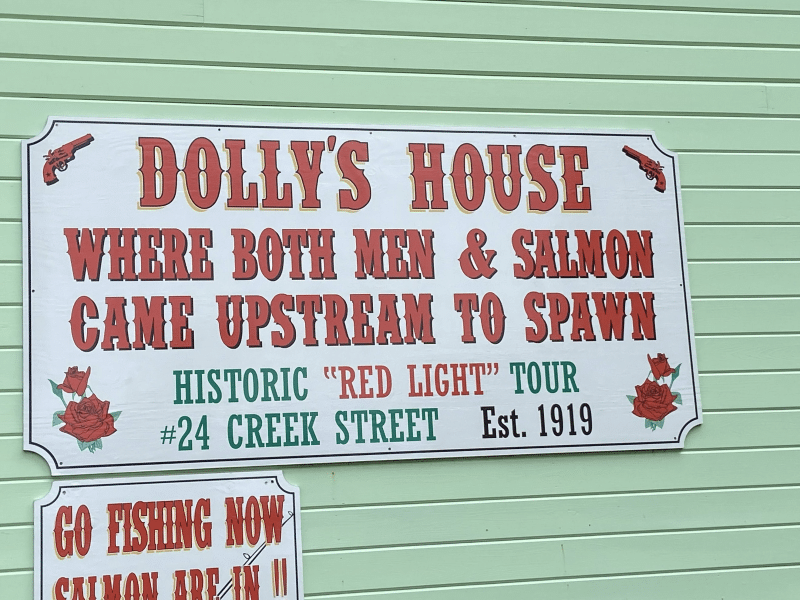 DOLLY'S HOUSE
WHERE BOTH MEN & SALMON
CAME UPSTREAM TO SPAWN
HISTORIC "RED LIGHT" TOUR
#24 CREEK STREET Est. 1919
GO FISHING NOW
SALMON ARE IN !!